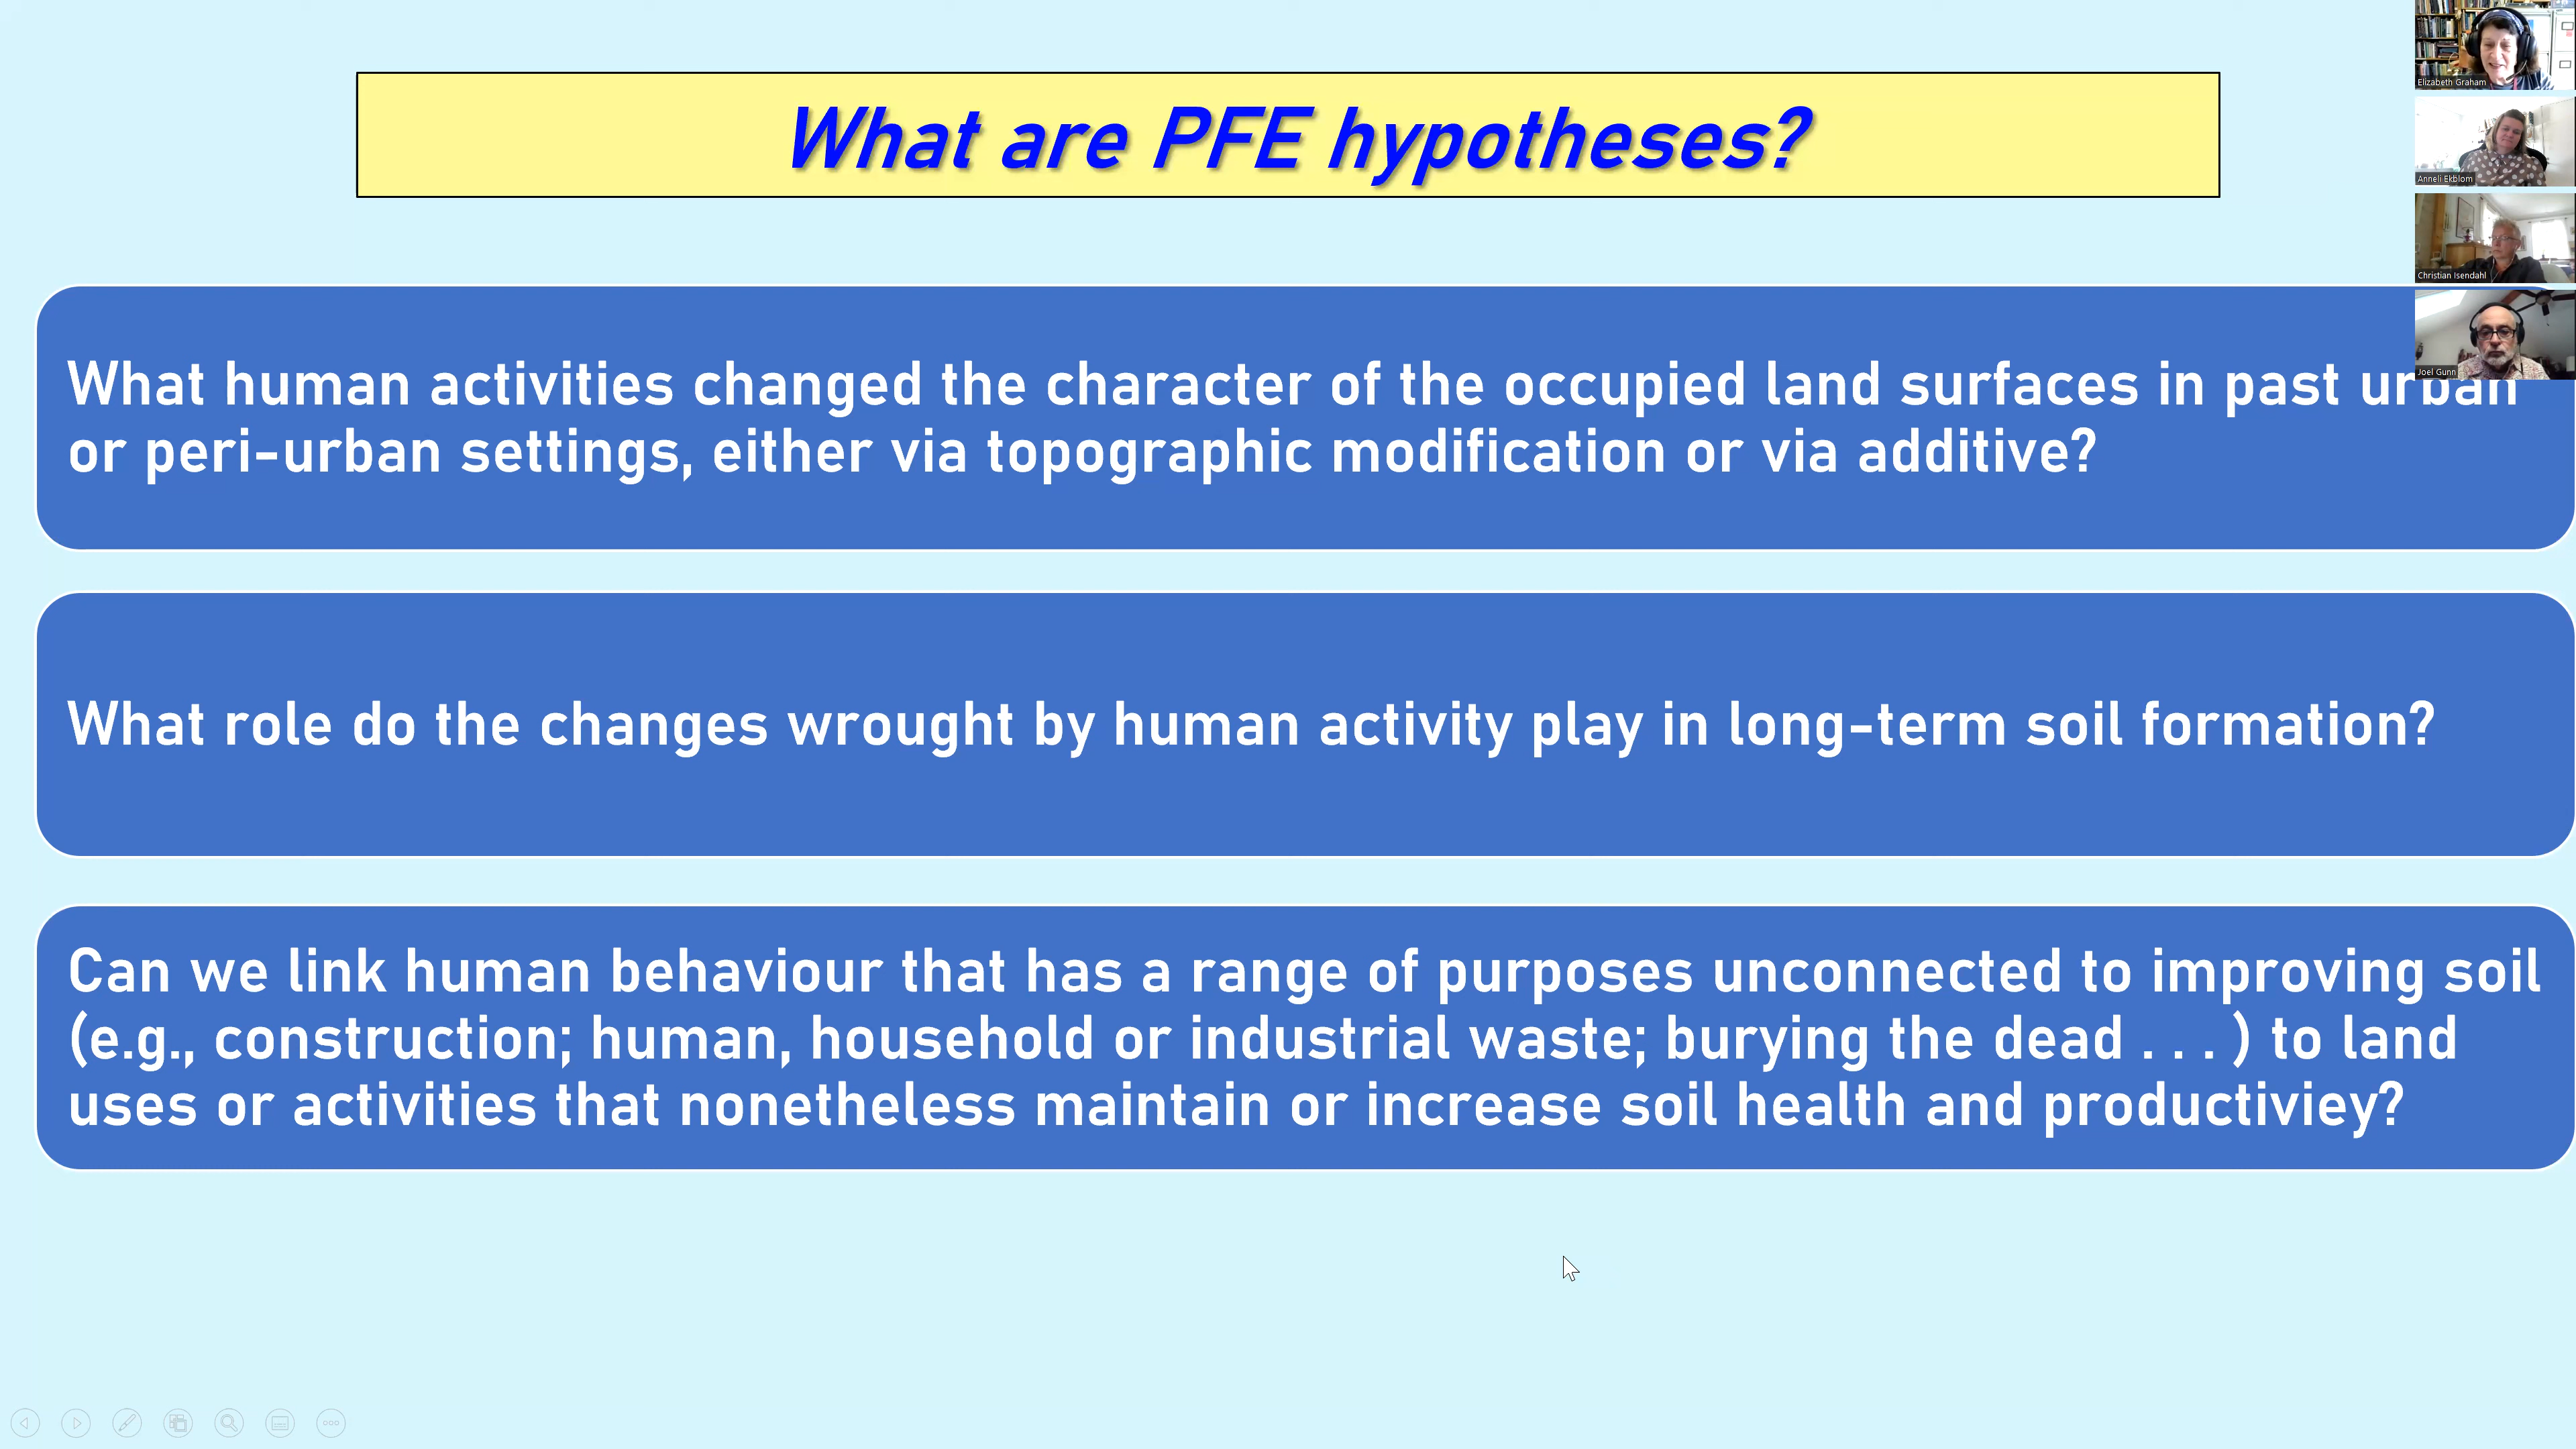 What are PFE hypotheses?
Elizabeth Graham
Anneli Ekblom
Christian Isendahl
Joel Gunn
What human activities changed the character of the occupied land surfaces in past urban
or peri-urban settings, either via topographic modification or via additive?
What role do the changes wrought by human activity play in long-term soil formation?
Can we link human behaviour that has a range of purposes unconnected to improving soil
(e.g., construction; human, household or industrial waste; burying the dead . . . ) to land
uses or activities that nonetheless maintain or increase soil health and productiviey?